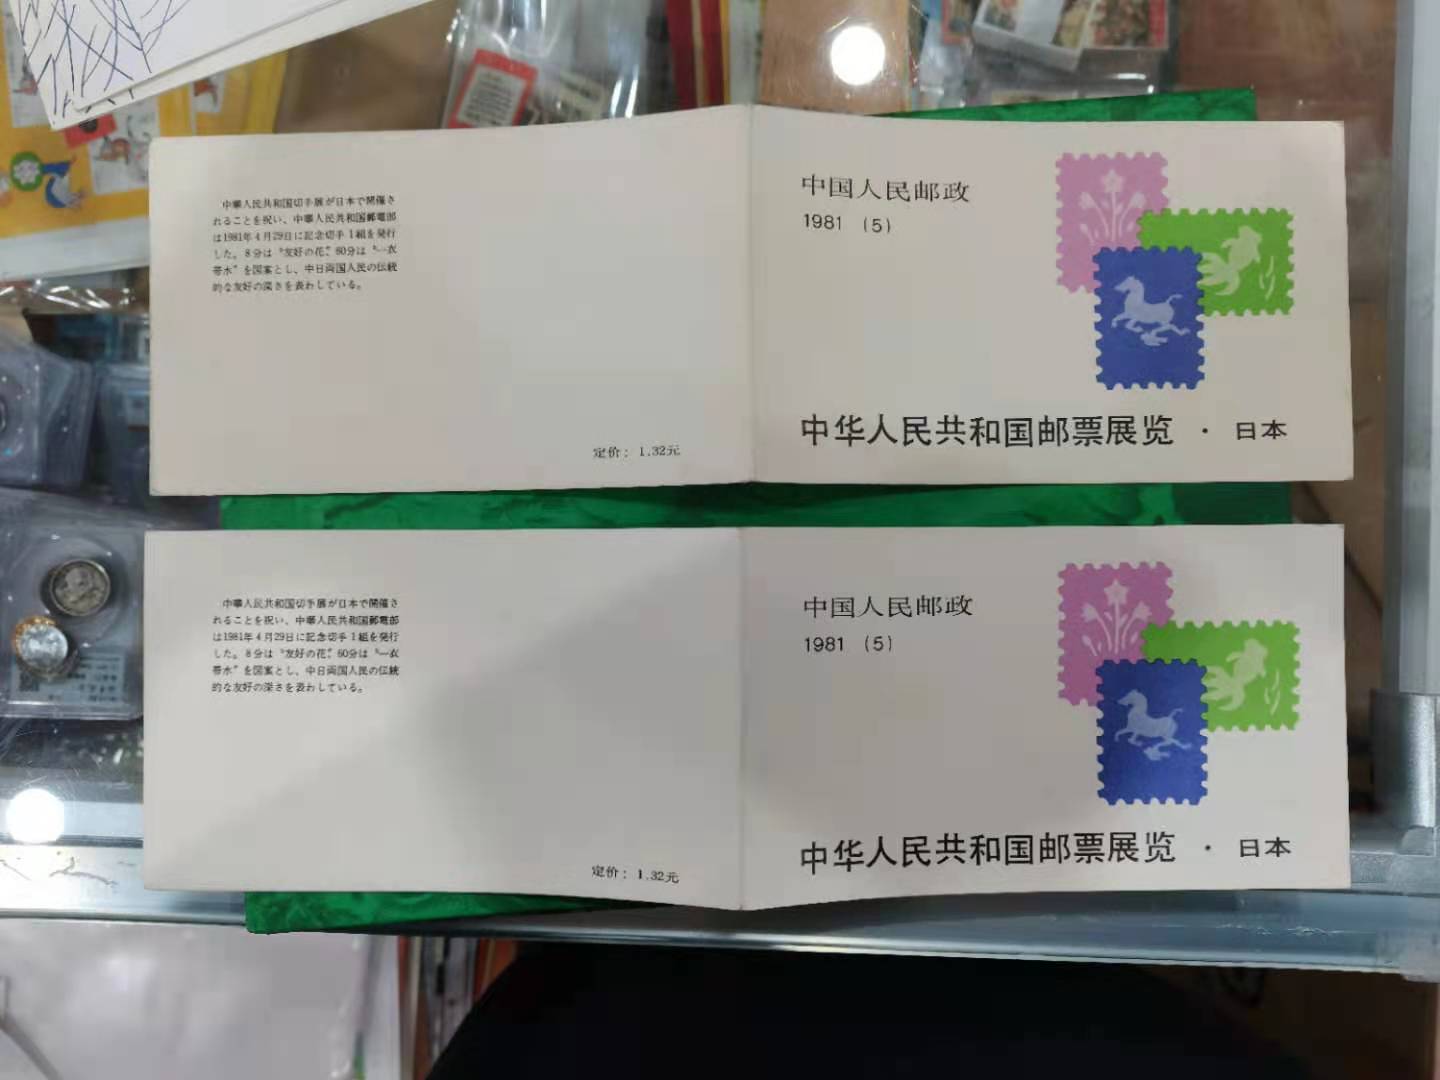 中華人民共和国切手展が日本で開催さ
れることを祝い、中華人民共和国郵電部
は1981年4月29日に記念切手1組を発行
した。8分は〝友好の花〞、60分は〝一衣
帯水〞を図案とし、中日両国人民の伝統
的な友好の深さを表わしている。
定价：1.32元
中国人民邮政
1981 (5)
中华人民共和国邮票展览 · 日本
中華人民共和国切手展が日本で開催さ
れることを祝い、中華人民共和国郵電部
は1981年4月29日に記念切手1組を発行
した。8分は〝友好の花〞、60分は〝一衣
帯水〞を図案とし、中日両国人民の伝統
的な友好の深さを表わしている。
定价：1.32元
中国人民邮政
1981 (5)
中华人民共和国邮票展览 · 日本